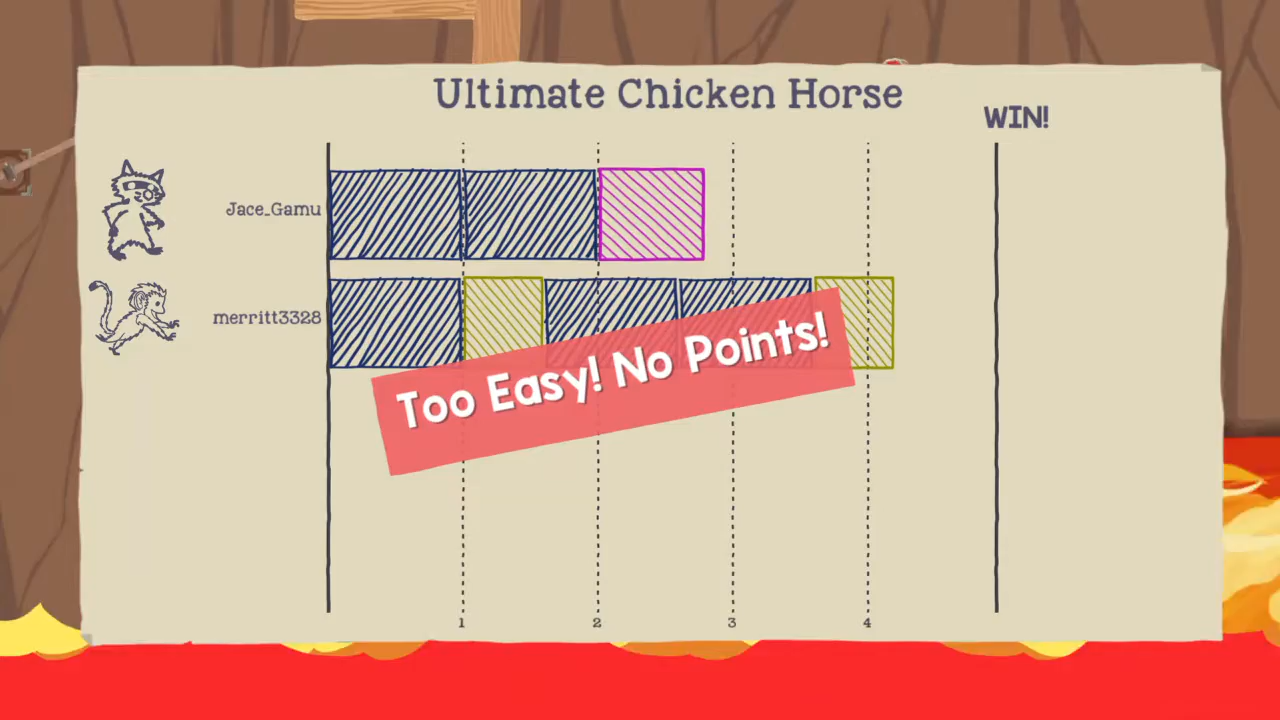 Ultimate Chicken Horse
WIN!
Jace_Gamu
merritt3328
Too Easy! No Points!
1 2 3 4